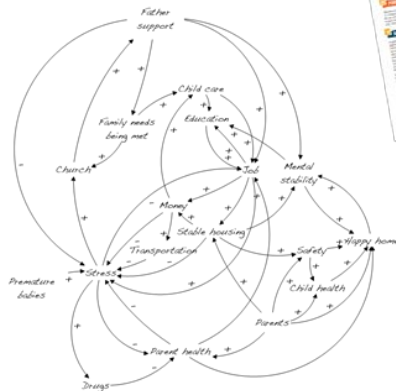 Father
support
Child care
Family needs
being met
Education
Church
Job
Mental
stability
Money
Stable housing
Transportation
Safety
Happy home
Stress
Premature
babies
Child health
Parents
Parent health
Drugs